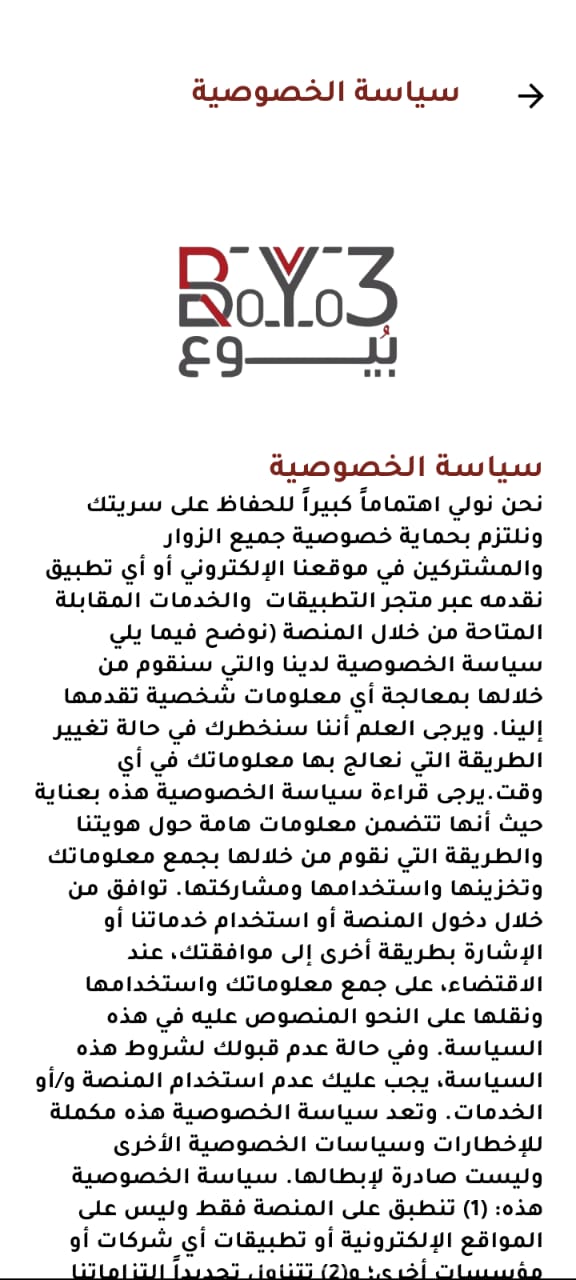 سياسة الخصوصية
BoYo3
بُيـــوع
سياسة الخصوصية
نحن نولي اهتماماً كبيراً للحفاظ على سريتك
ونلتزم بحماية خصوصية جميع الزوار
والمشتركين في موقعنا الإلكتروني أو أي تطبيق
نقدمه عبر متجر التطبيقات  والخدمات المقابلة
المتاحة من خلال المنصة (نوضح فيما يلي
سياسة الخصوصية لدينا والتي سنقوم من
خلالها بمعالجة أي معلومات شخصية تقدمها
إلينا. ويرجى العلم أننا سنخطرك في حالة تغيير
الطريقة التي نعالج بها معلوماتك في أي
وقت.يرجى قراءة سياسة الخصوصية هذه بعناية
حيث أنها تتضمن معلومات هامة حول هويتنا
والطريقة التي نقوم من خلالها بجمع معلوماتك
وتخزينها واستخدامها ومشاركتها. توافق من
خلال دخول المنصة أو استخدام خدماتنا أو
الإشارة بطريقة أخرى إلى موافقتك، عند
الاقتضاء، على جمع معلوماتك واستخدامها
ونقلها على النحو المنصوص عليه في هذه
السياسة. وفي حالة عدم قبولك لشروط هذه
السياسة، يجب عليك عدم استخدام المنصة و/أو
الخدمات. وتعد سياسة الخصوصية هذه مكملة
للإخطارات وسياسات الخصوصية الأخرى
وليست صادرة لإبطالها. سياسة الخصوصية
هذه: (1) تنطبق على المنصة فقط وليس على
المواقع الإلكترونية أو تطبيقات أي شركات أو
مؤسسات أخرى؛ و(2) تتناول تحديداً التزاماتنا